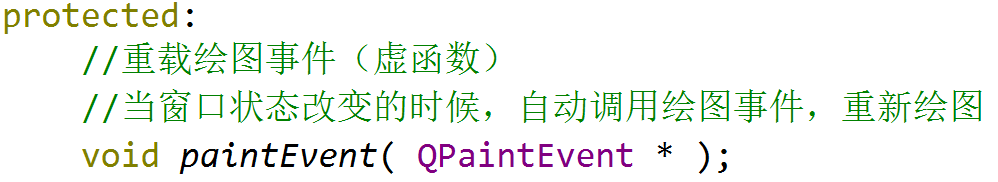 protected:
//重载绘图事件（虚函数）
//当窗口状态改变的时候，自动调用绘图事件，重新绘图
void paintEvent( QPaintEvent * );